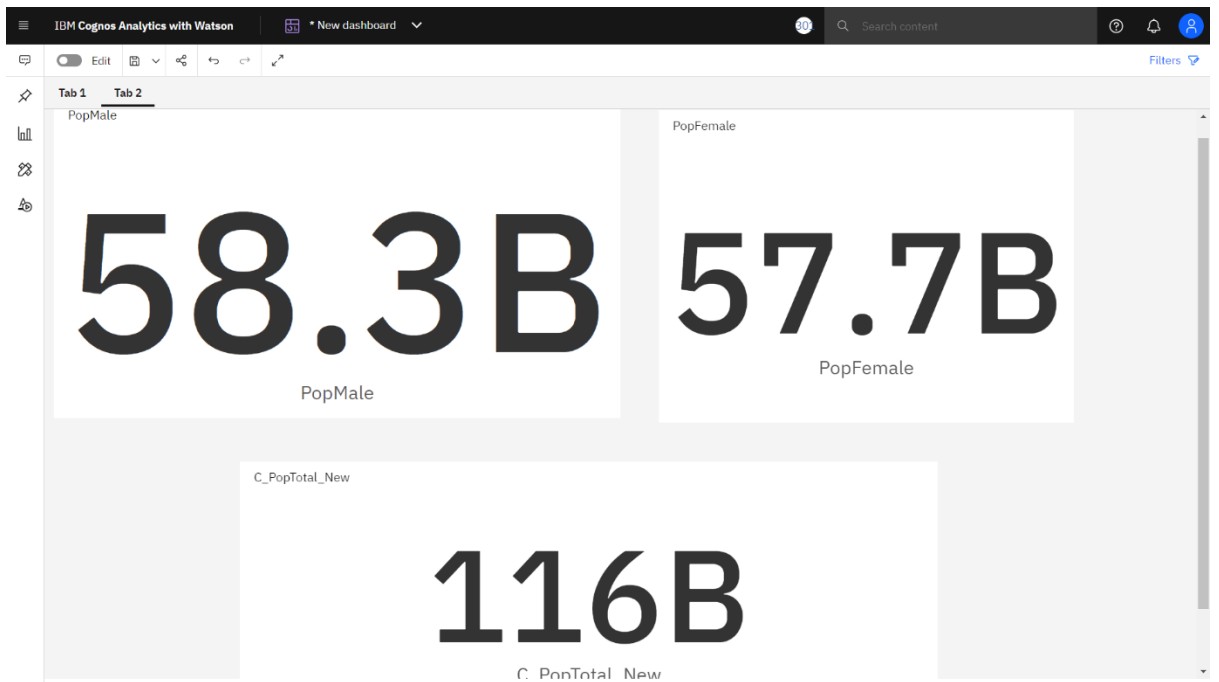 IBM Cognos Analytics with Watson
* New dashboard
Search content
Edit
Filters
Tab 1
Tab 2
PopMale
58.3B
PopMale
PopFemale
57.7B
PopFemale
C_PopTotal_New
116B
C_PopTotal_New